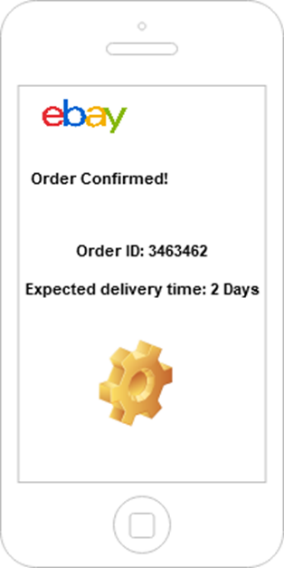 ebay
Order Confirmed!
Order ID: 3463462
Expected delivery time: 2 Days